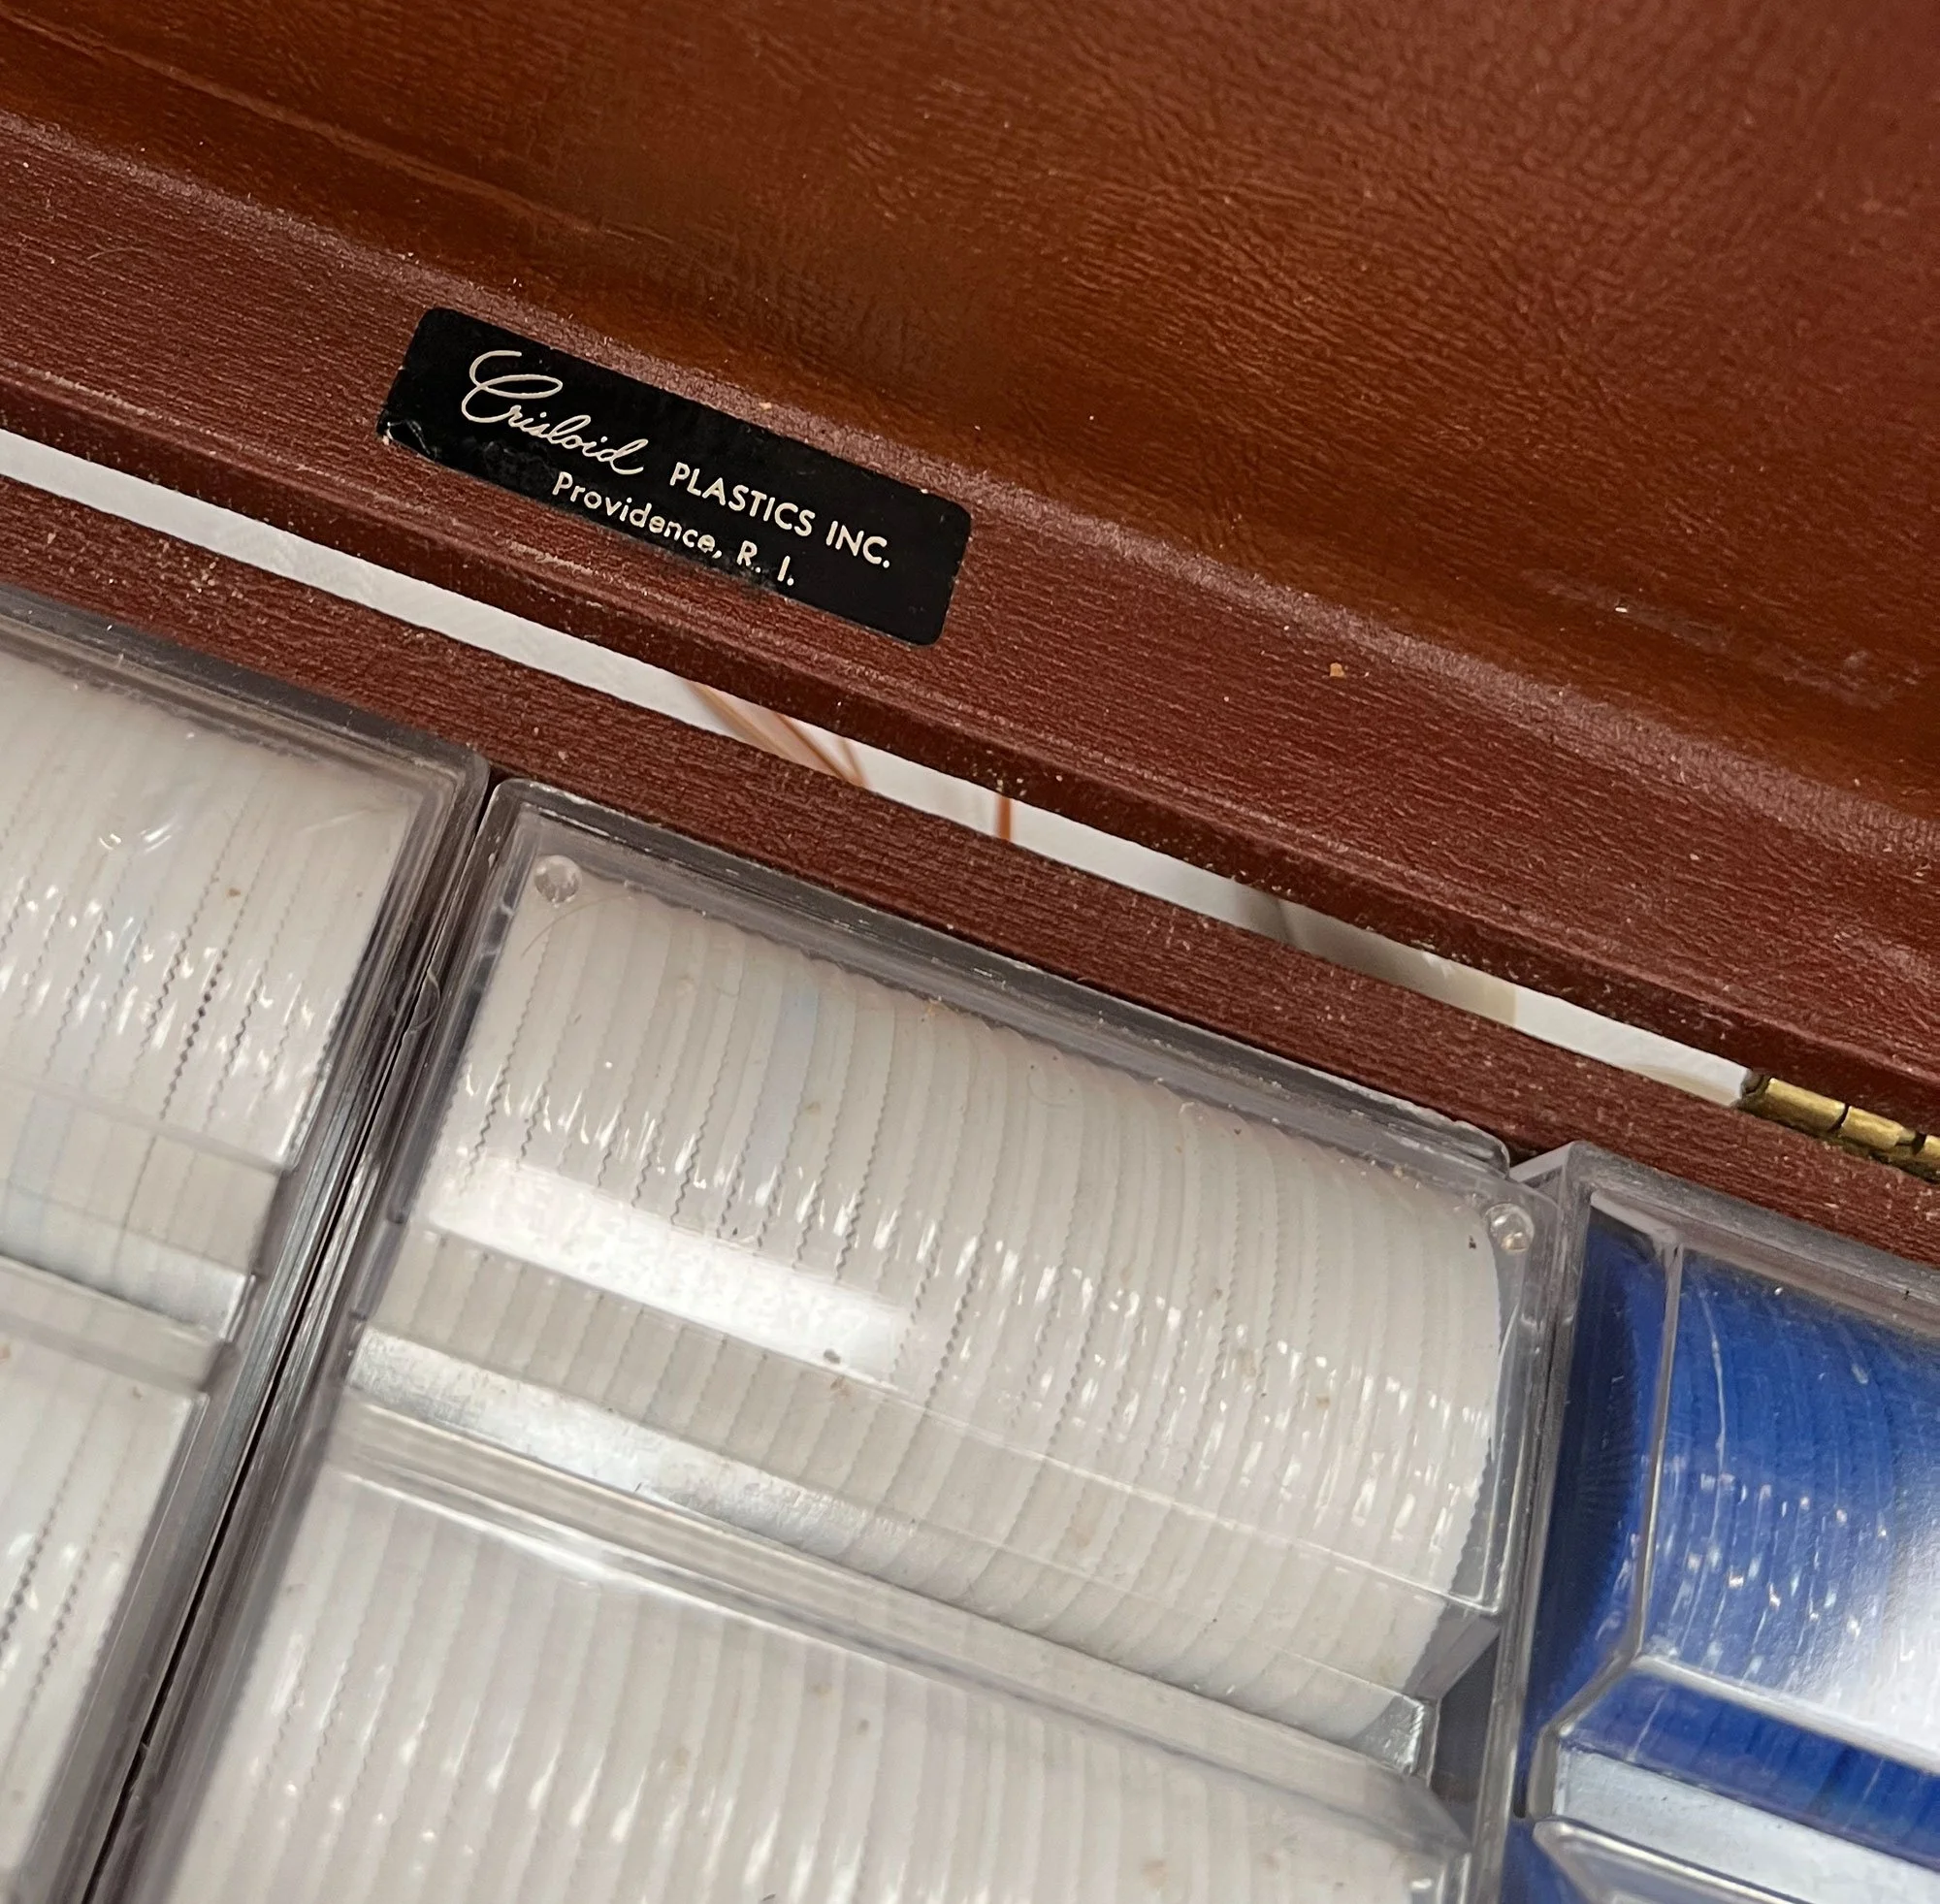 Crisloid PLASTICS INC.
Providence, R. I.